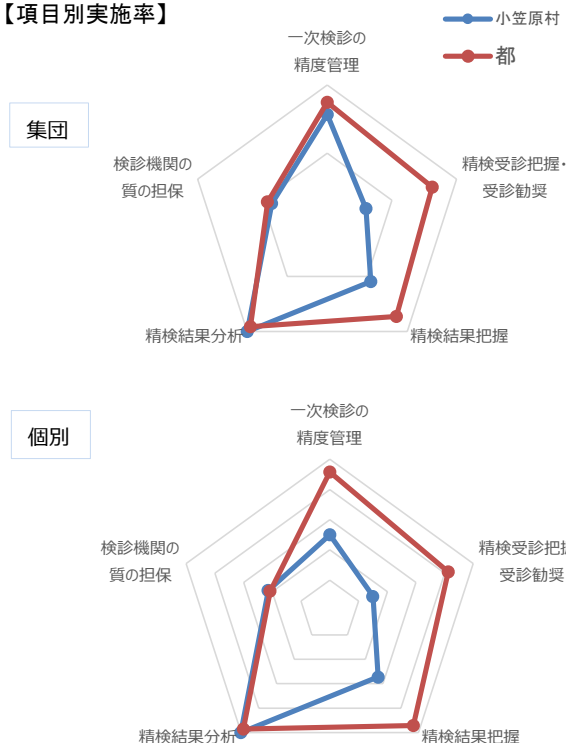 【項目別実施率】
小笠原村
都
集団
一次検診の
精度管理
精検受診把握・
受診勧奨
精検結果把握
精検結果分析
検診機関の
質の担保
個別
一次検診の
精度管理
精検受診把
受診勧奨
精検結果把握
精検結果分析
検診機関の
質の担保